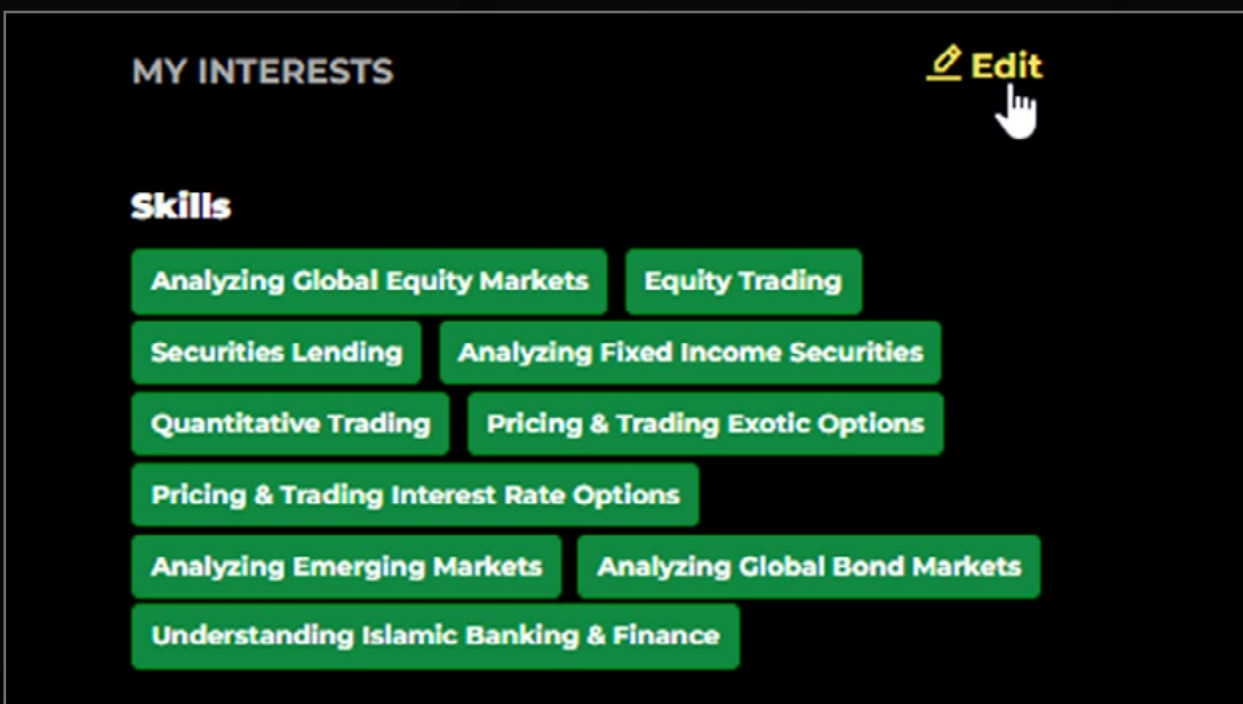 MY INTERESTS
Edit
Skills
Analyzing Global Equity Markets
Equity Trading
Securities Lending
Analyzing Fixed Income Securities
Quantitative Trading
Pricing & Trading Exotic Options
Pricing & Trading Interest Rate Options
Analyzing Emerging Markets
Analyzing Global Bond Markets
Understanding Islamic Banking & Finance